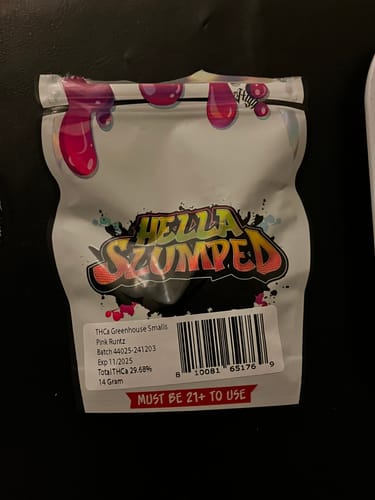 High
HELLA
SLUMPED
THCa Greenhouse Smalls
Pink Runtz
Batch 44025-241203
Exp 11/2025
Total THCa 29.68%
14 Gram
8 10081 65176 9
MUST BE 21+ TO USE